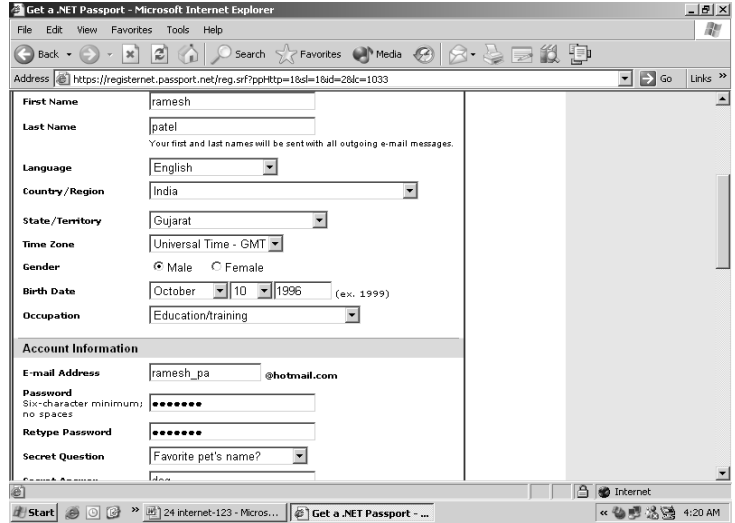 Get a .NET Passport - Microsoft Internet Explorer
File Edit View Favorites Tools Help
Back Search Favorites Media
Address https://registernet.passport.net/reg.srf?ppHttp=1&sl=1&id=2&lc=1033 Go Links »
First Name ramesh
Last Name patel
Your first and last names will be sent with all outgoing e-mail messages.
Language English
Country/Region India
State/Territory Gujarat
Time Zone Universal Time - GMT
Gender Male Female
Birth Date October 10 1996 (ex. 1999)
Occupation Education/training
Account Information
E-mail Address ramesh_pa @hotmail.com
Password
Six-character minimum;
no spaces •••••••
Retype Password •••••••
Secret Question Favorite pet's name?
Secret Answer dog
Internet
Start » 24 internet-123 - Micros... Get a .NET Passport - ... « 4:20 AM